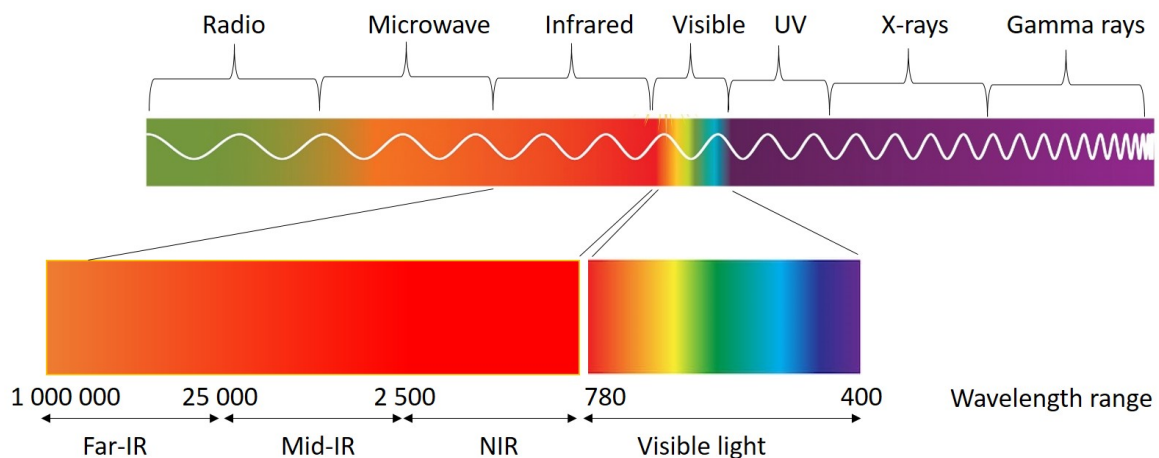 Radio Microwave Infrared Visible UV X-rays Gamma rays
1 000 000 25 000 2 500 780 400 Wavelength range
Far-IR Mid-IR NIR Visible light